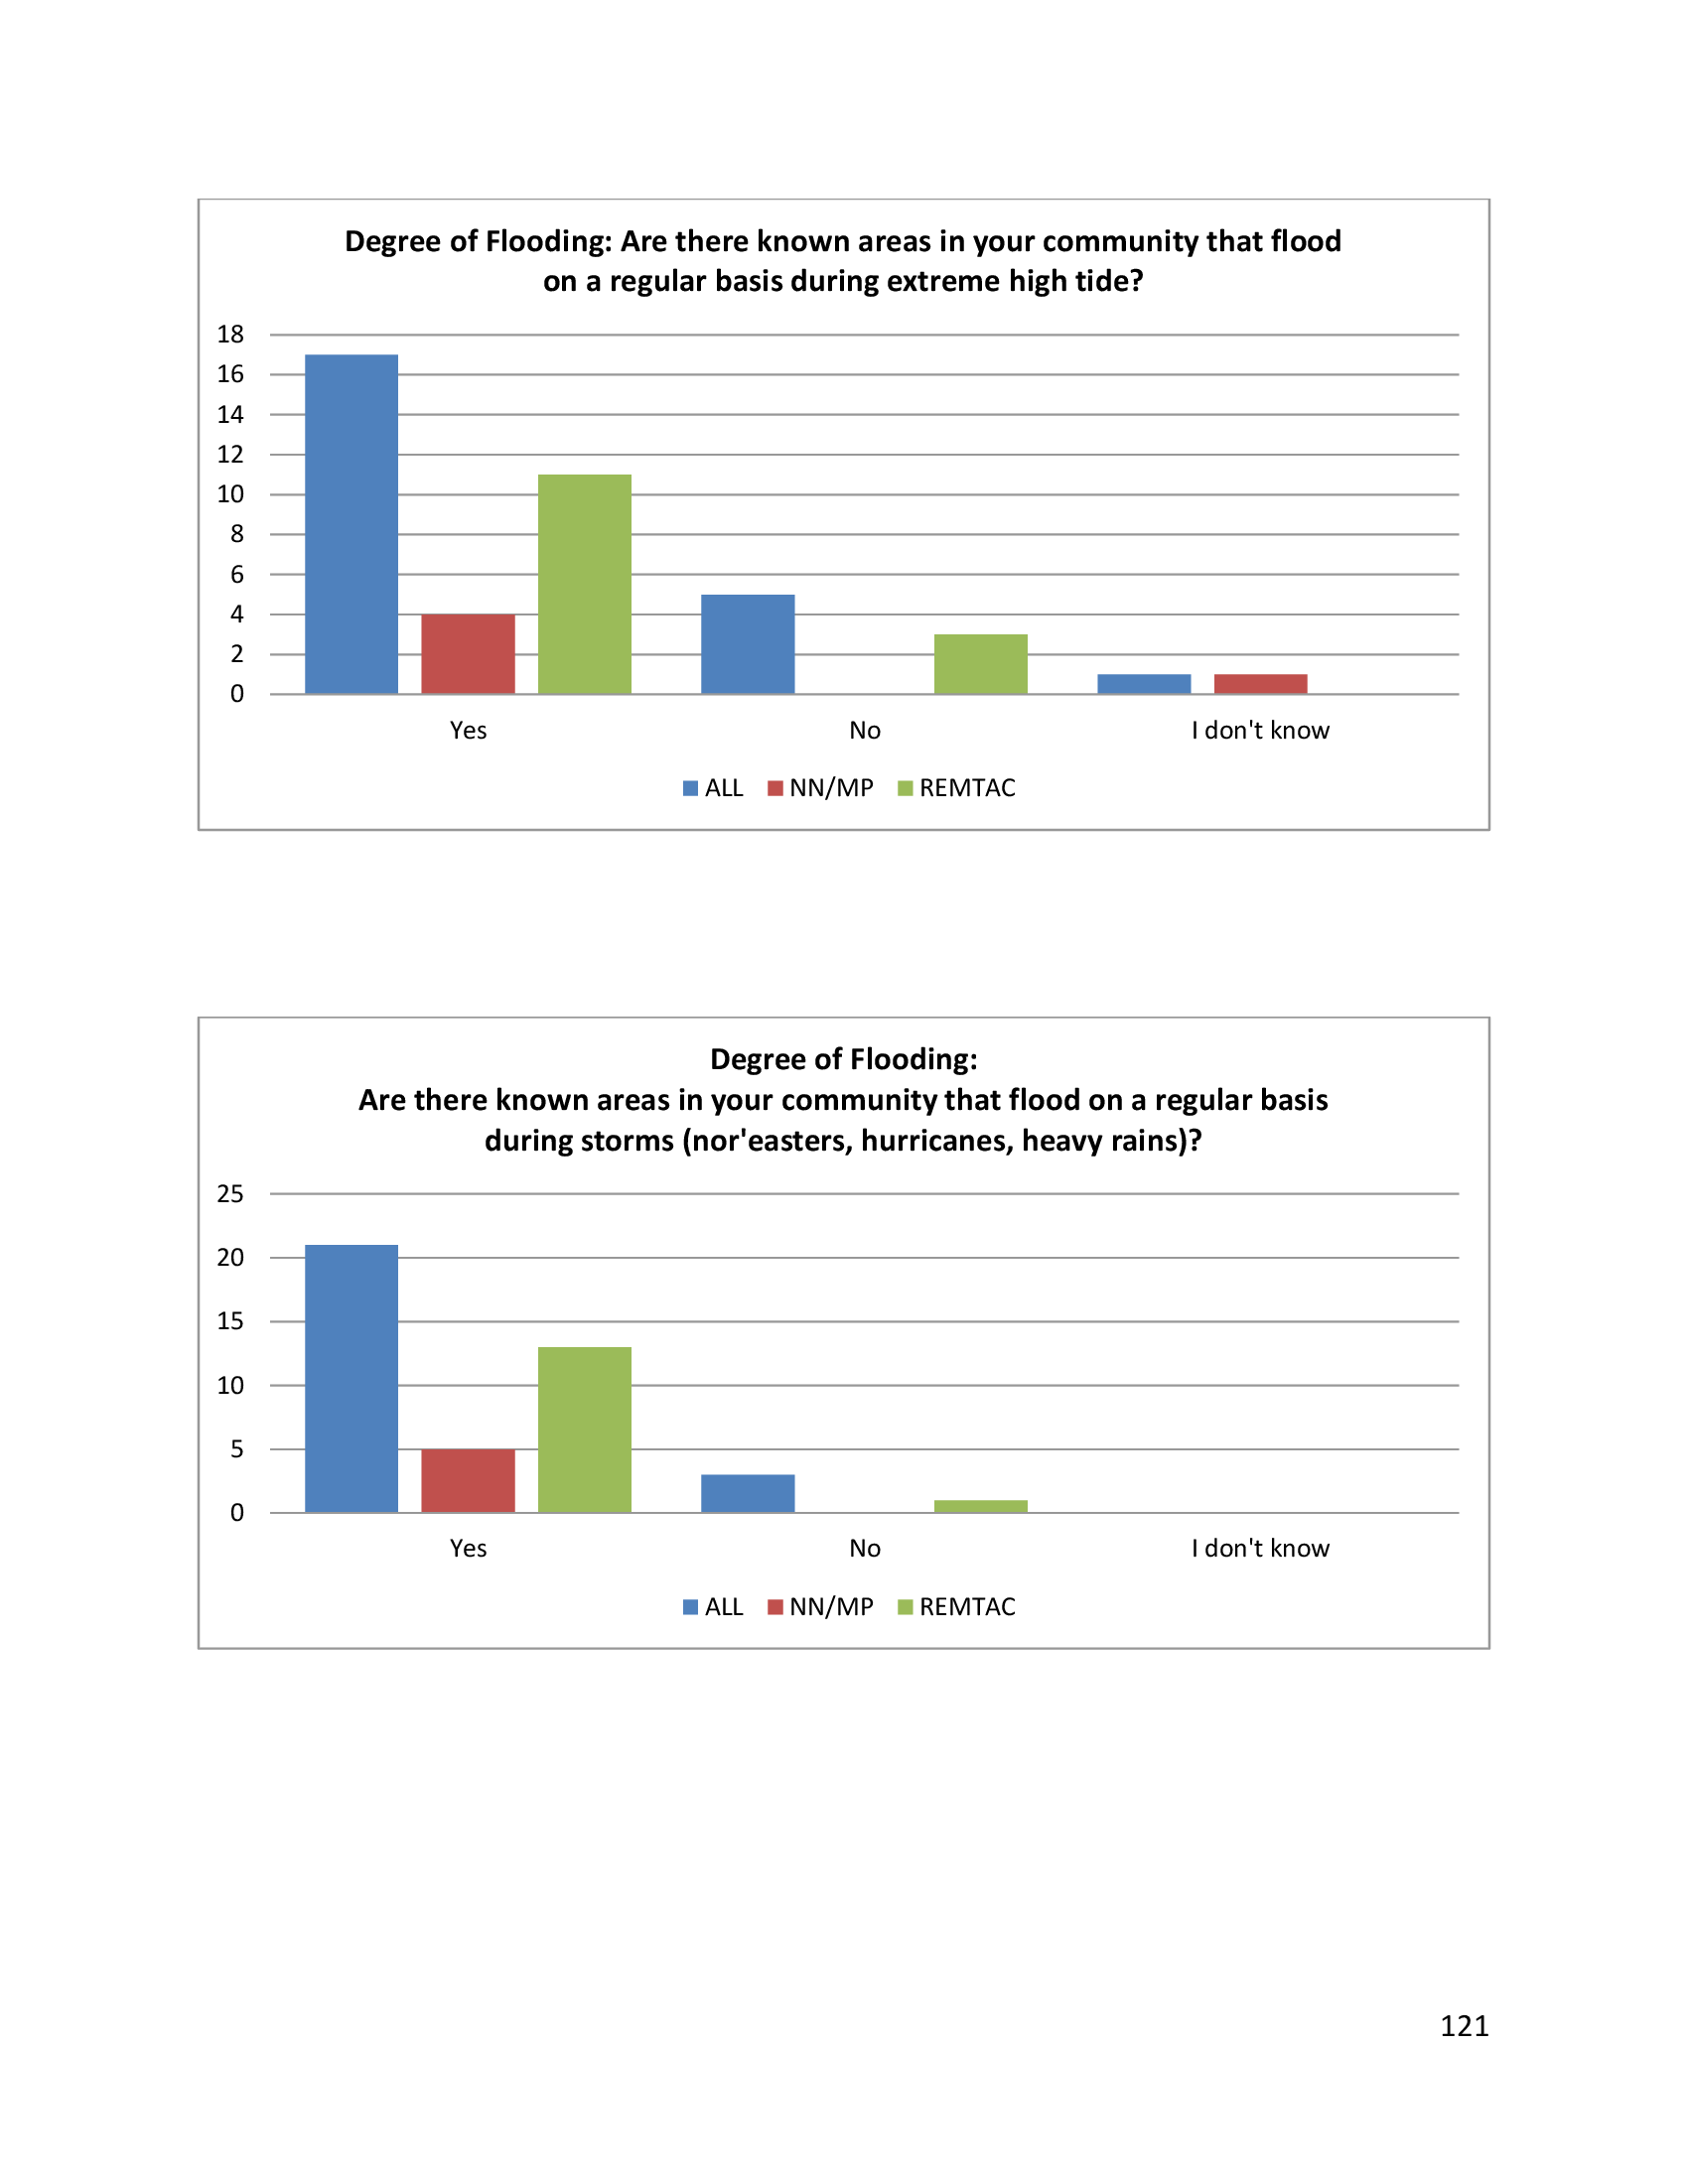 Degree of Flooding: Are there known areas in your community that flood
on a regular basis during extreme high tide?
18
16
14
12
10
8
6
4
2
0
Yes No I don't know
ALL NN/MP REMTAC
Degree of Flooding:
Are there known areas in your community that flood on a regular basis
during storms (nor'easters, hurricanes, heavy rains)?
25
20
15
10
5
0
Yes No I don't know
ALL NN/MP REMTAC
121